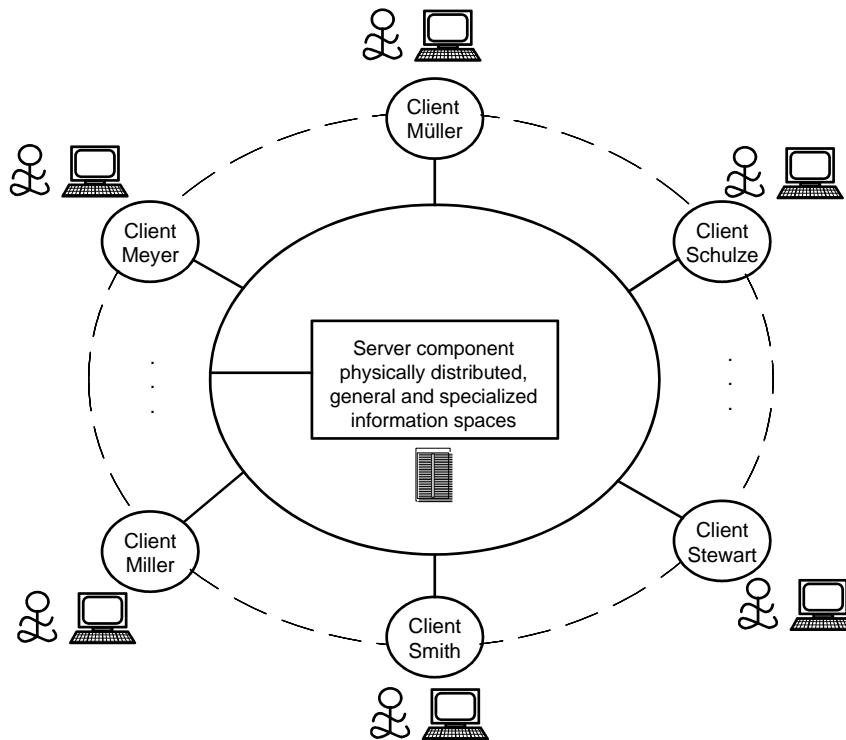 Client
Müller
Client
Meyer
Client
Schulze
Server component
physically distributed,
general and specialized
information spaces
Client
Miller
Client
Stewart
Client
Smith